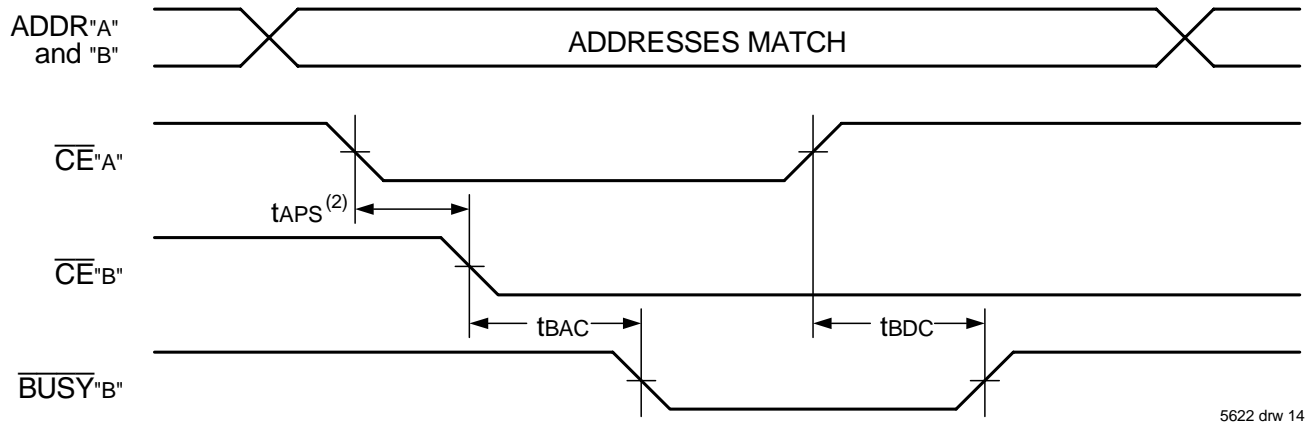 ADDR"A"
and "B"
ADDRESSES MATCH
CE"A"
tAPS(2)
CE"B"
tBAC
tBDC
BUSY"B"
5622 drw 14